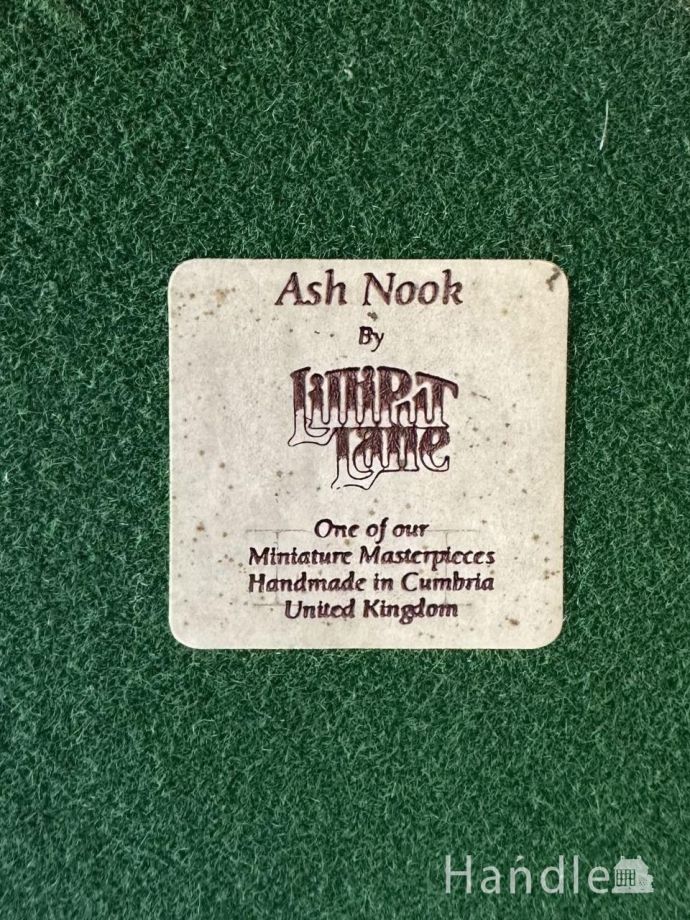 Ash Nook
By
LilliPuT
Lane
One of our
Miniature Masterpieces
Handmade in Cumbria
United Kingdom
Handle